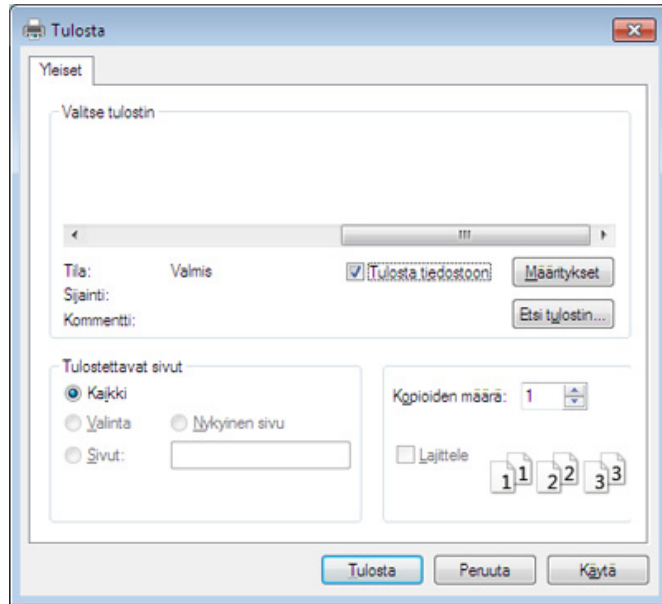 Tulosta
Yleiset
Valitse tulostin
Tila: Valmis
Tulosta tiedostoon
Määritykset
Sijainti:
Kommentti:
Etsi tulostin...
Tulostettavat sivut
Kaikki
Valinta
Nykyinen sivu
Sivut:
Kopioiden määrä: 1
Lajittele
1 1 2 2 3 3
Tulosta
Peruuta
Käytä